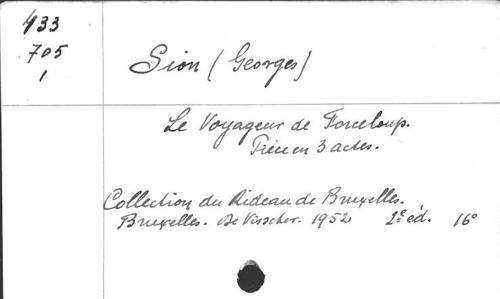 433
705
1
Sion (Georges)
Le Voyageur de Forceloup.
Pièce en 3 actes.
Collection du Rideau de Bruxelles.
Bruxelles. De Visscher. 1952 2e éd. 16°